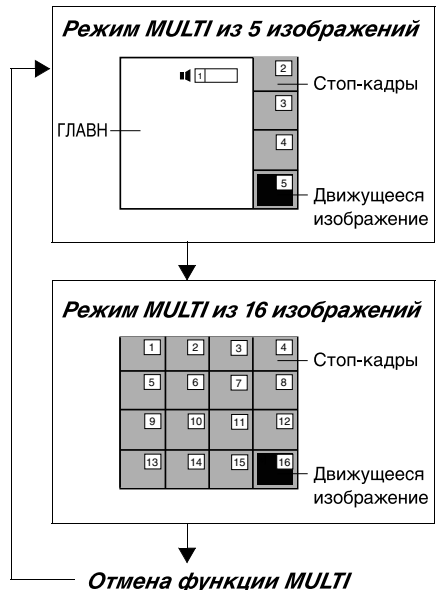 Режим MULTI из 5 изображений
1
2
Стоп-кадры
3
ГЛАВН
4
5
Движущееся
изображение
Режим MULTI из 16 изображений
1 2 3 4
Стоп-кадры
5 6 7 8
9 10 11 12
13 14 15 16
Движущееся
изображение
Отмена функции MULTI